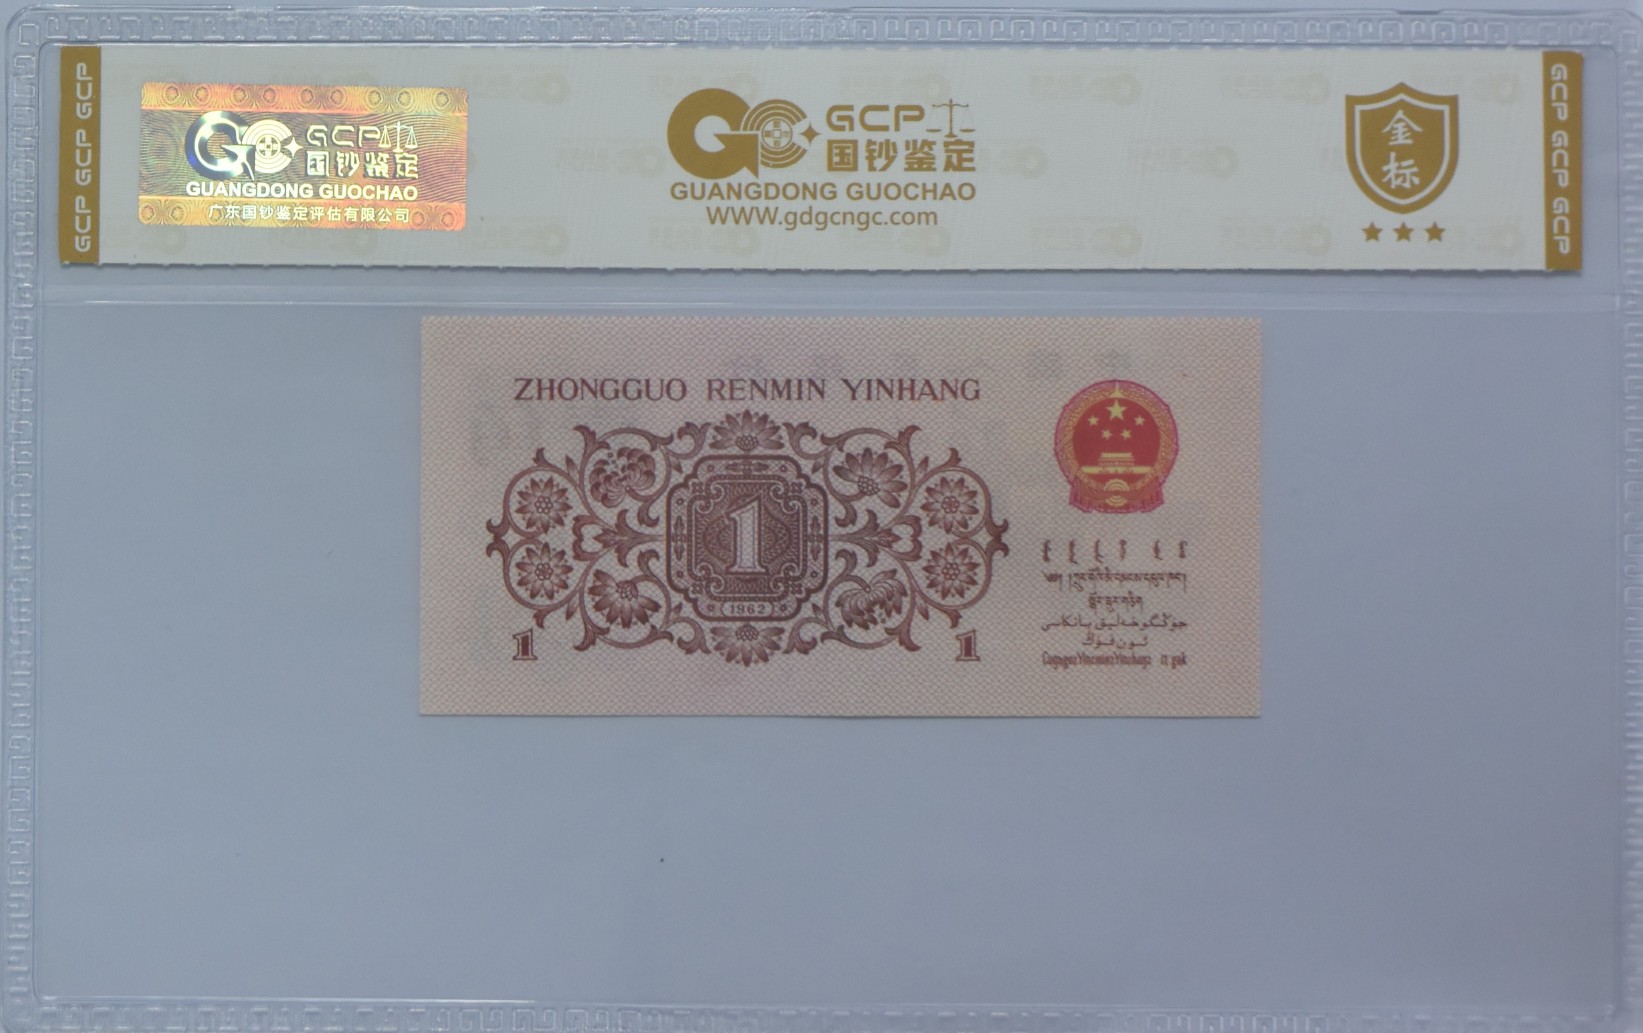 GCP GCP GCP
GCP
国钞鉴定
GUANGDONG GUOCHAO
广东国钞鉴定评估有限公司
GCP
国钞鉴定
GUANGDONG GUOCHAO
WWW.gdgcngc.com
金标
GCP GCP GCP
ZHONGGUO RENMIN YINHANG
1
1962
1
1